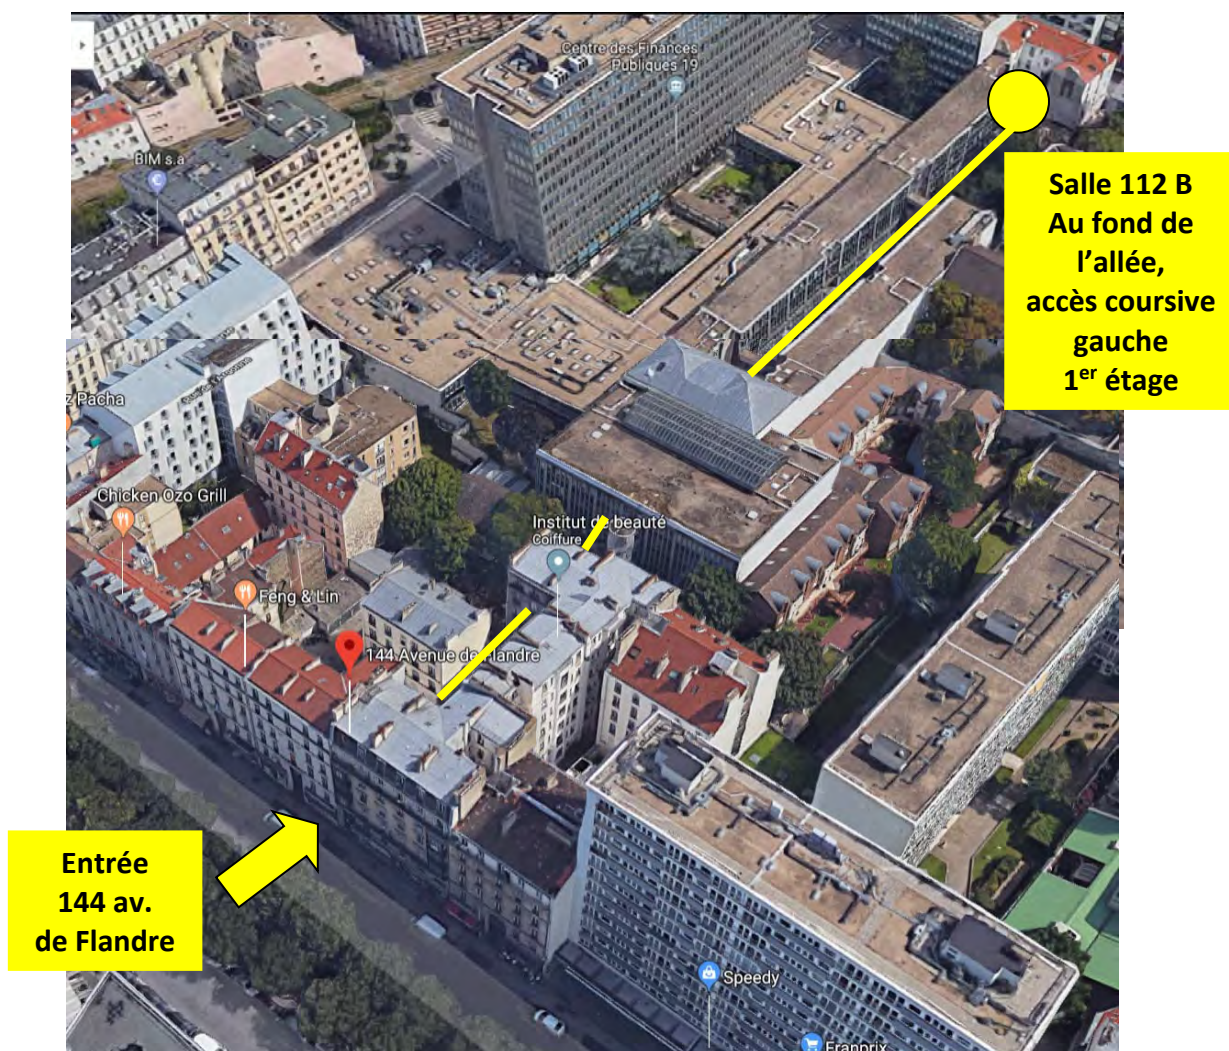 Centre des Finances
Publiques 19
BIM s.a
Salle 112 B
Au fond de
l'allée,
accès coursive
gauche
1er étage
z Pacha
Chicken Ozo Grill
Institut de beauté
Coiffure
Feng & Lin
144 Avenue de Flandre
Entrée
144 av.
de Flandre
Speedy
Franprix